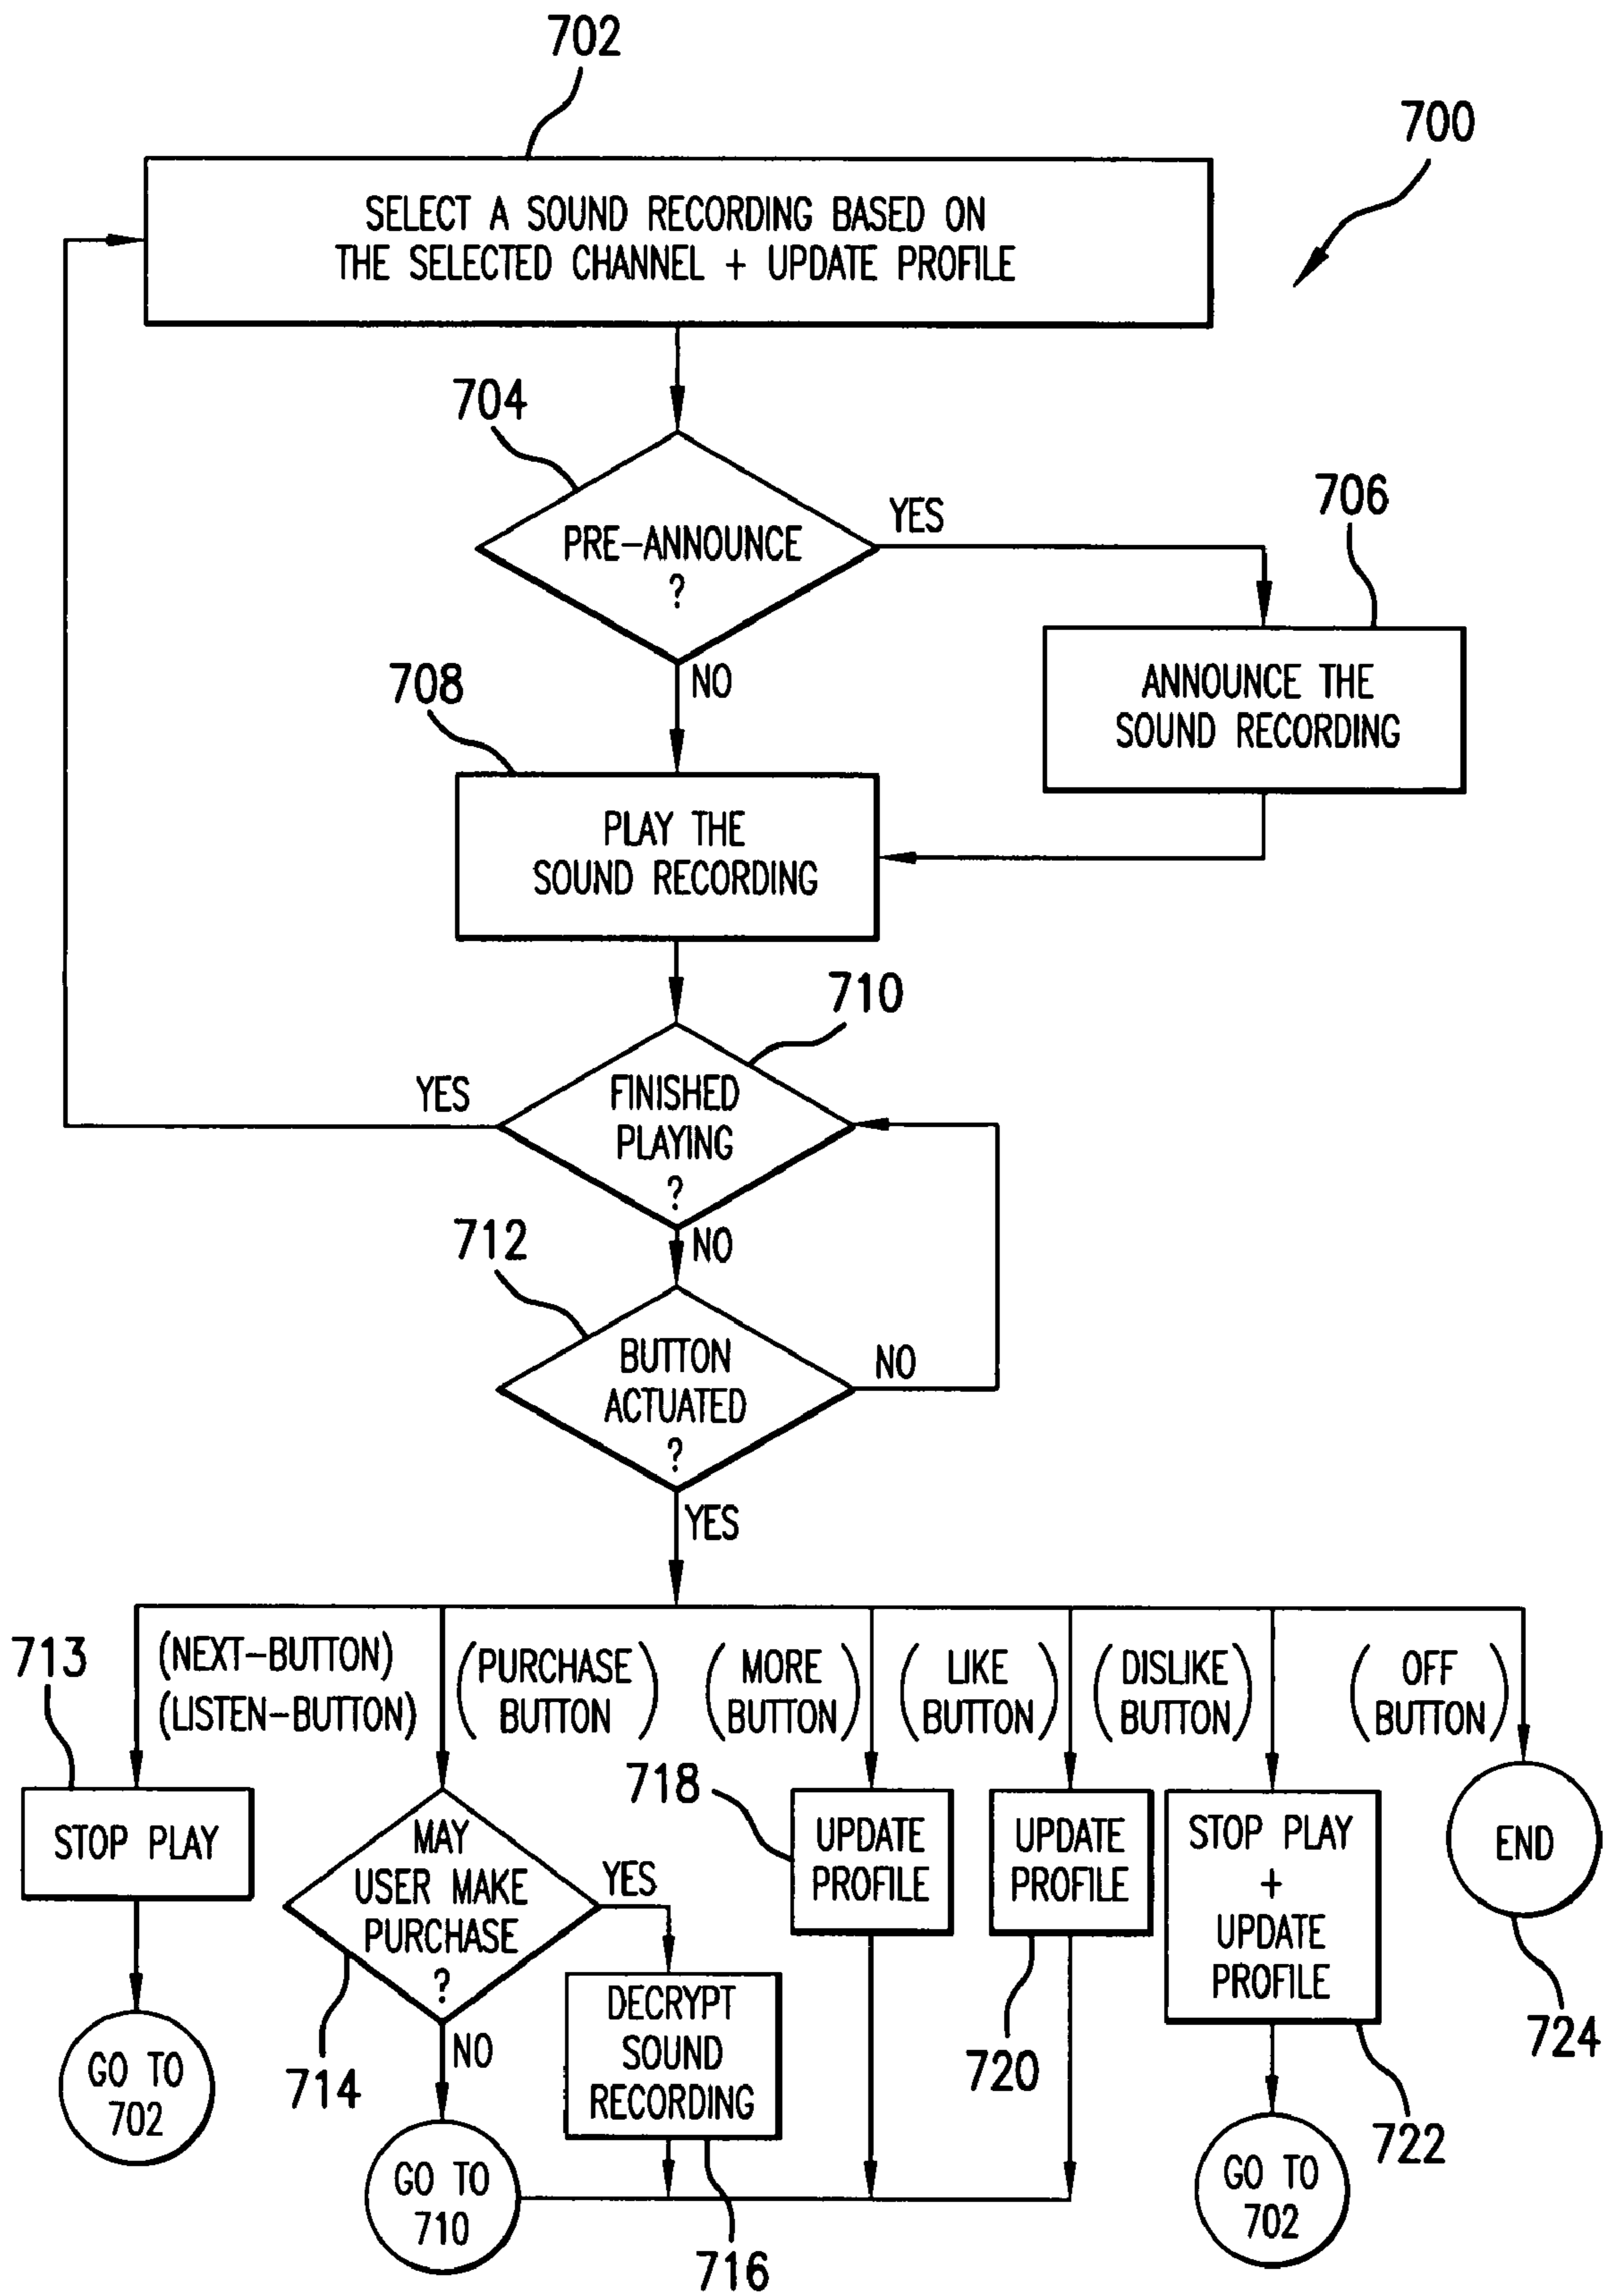 702
700
SELECT A SOUND RECORDING BASED ON
THE SELECTED CHANNEL + UPDATE PROFILE
704
PRE-ANNOUNCE
?
YES
706
NO
ANNOUNCE THE
SOUND RECORDING
708
PLAY THE
SOUND RECORDING
710
YES
FINISHED
PLAYING
?
NO
712
BUTTON
ACTUATED
?
NO
YES
713
(NEXT-BUTTON)
(LISTEN-BUTTON)
(PURCHASE
BUTTON)
(MORE
BUTTON)
(LIKE
BUTTON)
(DISLIKE
BUTTON)
(OFF
BUTTON)
STOP PLAY
GO TO
702
MAY
USER MAKE
PURCHASE
?
YES
714
NO
GO TO
710
DECRYPT
SOUND
RECORDING
716
718
UPDATE
PROFILE
UPDATE
PROFILE
720
STOP PLAY
+
UPDATE
PROFILE
722
GO TO
702
END
724